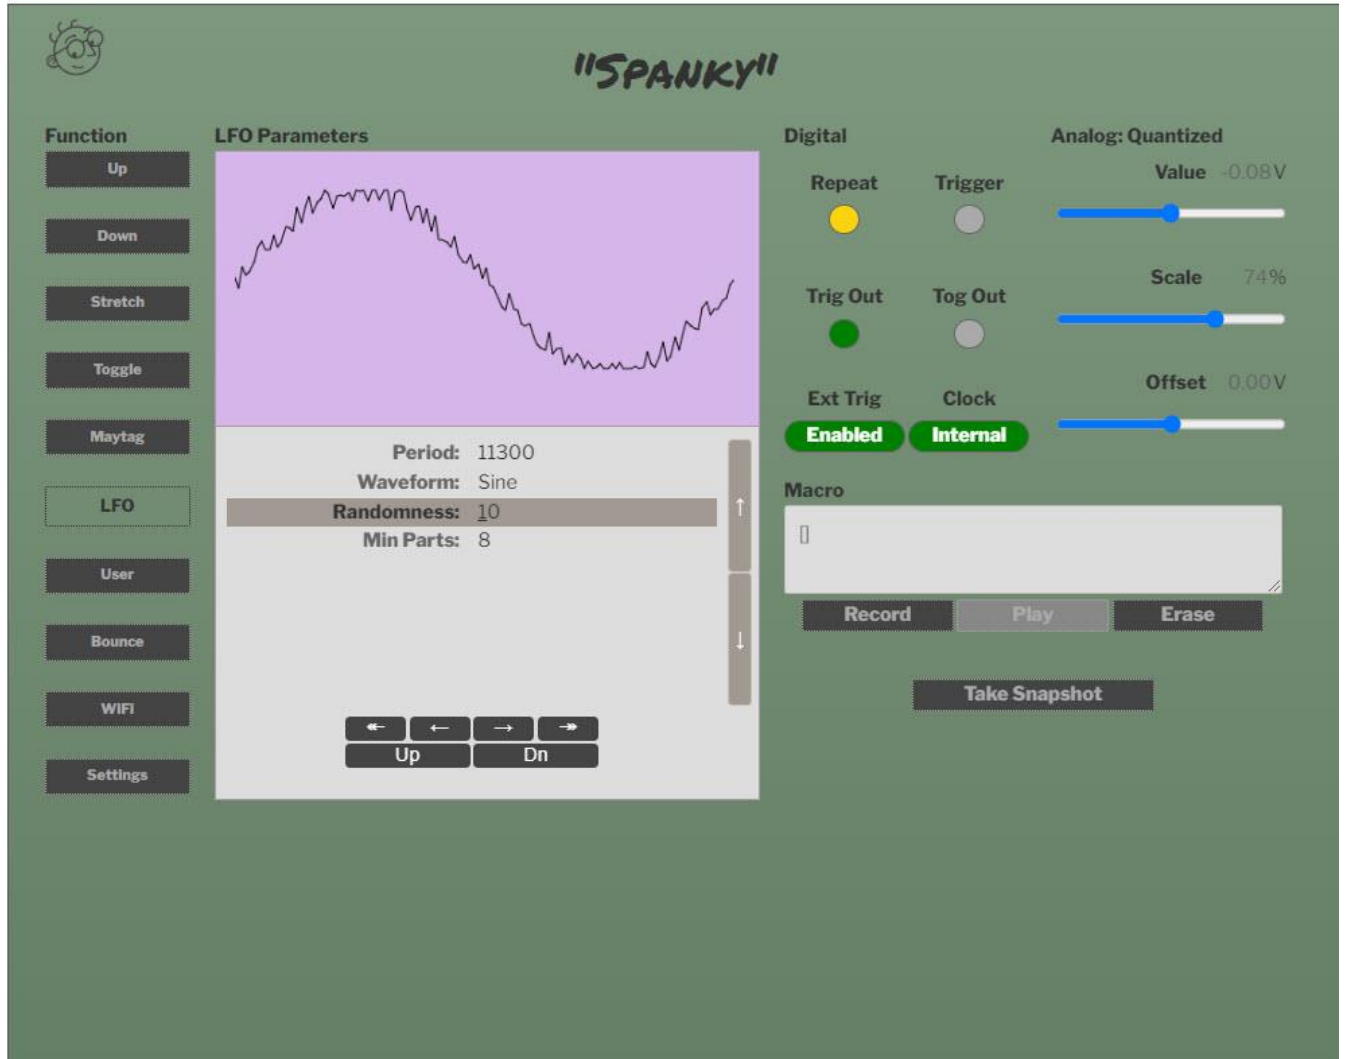 "Spanky"
Function
Up
Down
Stretch
Toggle
Maytag
LFO
User
Bounce
WiFi
Settings
LFO Parameters
Period: 11300
Waveform: Sine
Randomness: 10
Min Parts: 8
↑
↓
↞ ← → ↠
Up Dn
Digital
Repeat Trigger
Trig Out Tog Out
Ext Trig Clock
Enabled Internal
Analog: Quantized
Value -0.08V
Scale 74%
Offset 0.00V
Macro
[]
Record Play Erase
Take Snapshot